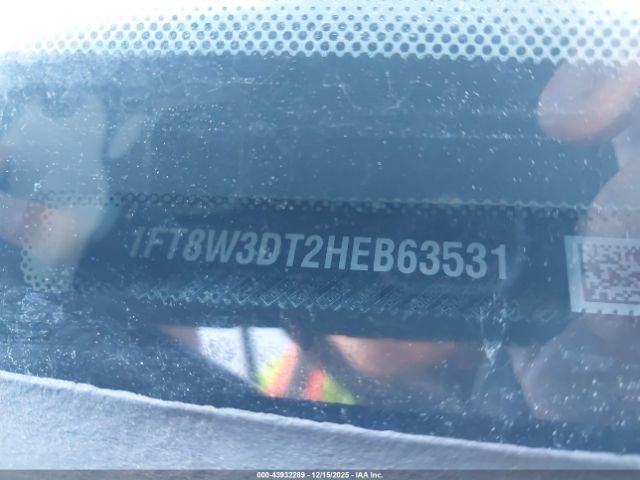 1FT8W3DT2HEB63531
000-43932289 - 12/15/2025 - IAA Inc.